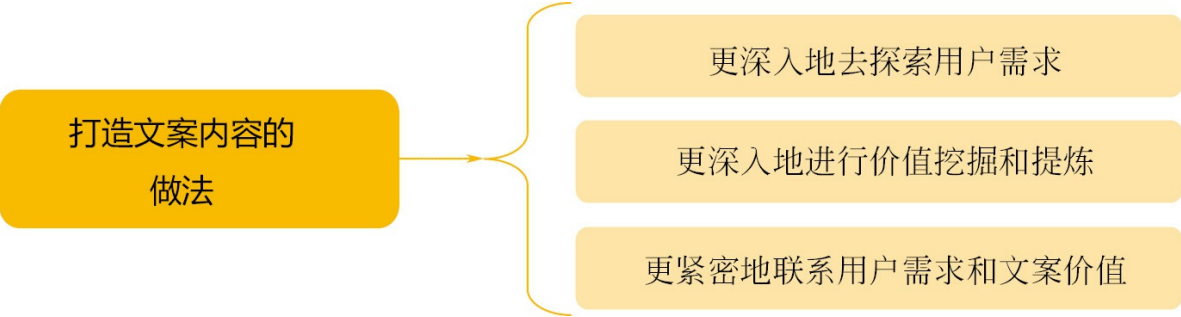 打造文案内容的
做法
更深入地去探索用户需求
更深入地进行价值挖掘和提炼
更紧密地联系用户需求和文案价值